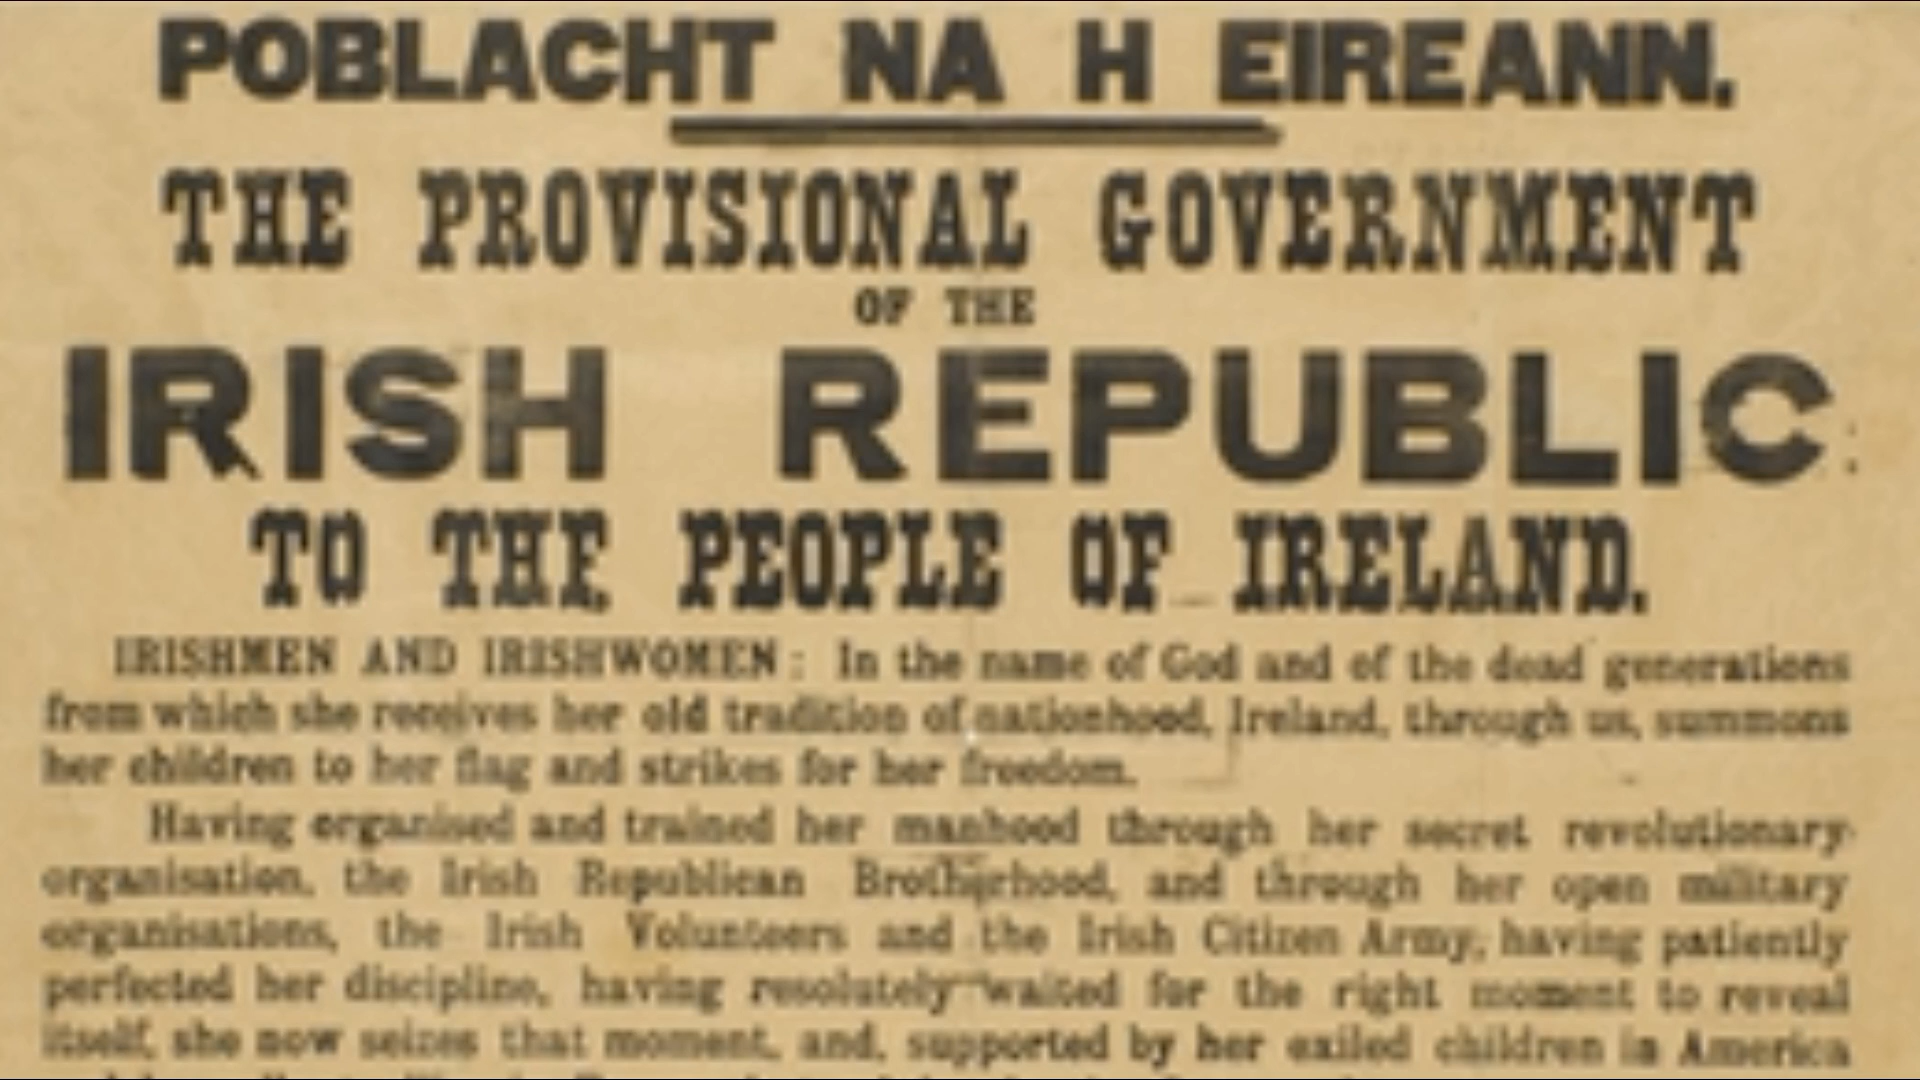 POBLACHT NA H EIREANN.
THE PROVISIONAL GOVERNMENT
OF THE
IRISH REPUBLIC:
TO THE PEOPLE OF IRELAND.
IRISHMEN AND IRISHWOMEN : In the name of God and of the dead generations
from which she receives her old tradition of nationhood, Ireland, through us, summons
her children to her flag and strikes for her freedom.
Having organised and trained her manhood through her secret revolutionary
organisation, the Irish Republican Brotherhood, and through her open military
organisations, the Irish Volunteers and the Irish Citizen Army, having patiently
perfected her discipline, having resolutely waited for the right moment to reveal
itself, she now seizes that moment, and, supported by her exiled children in America